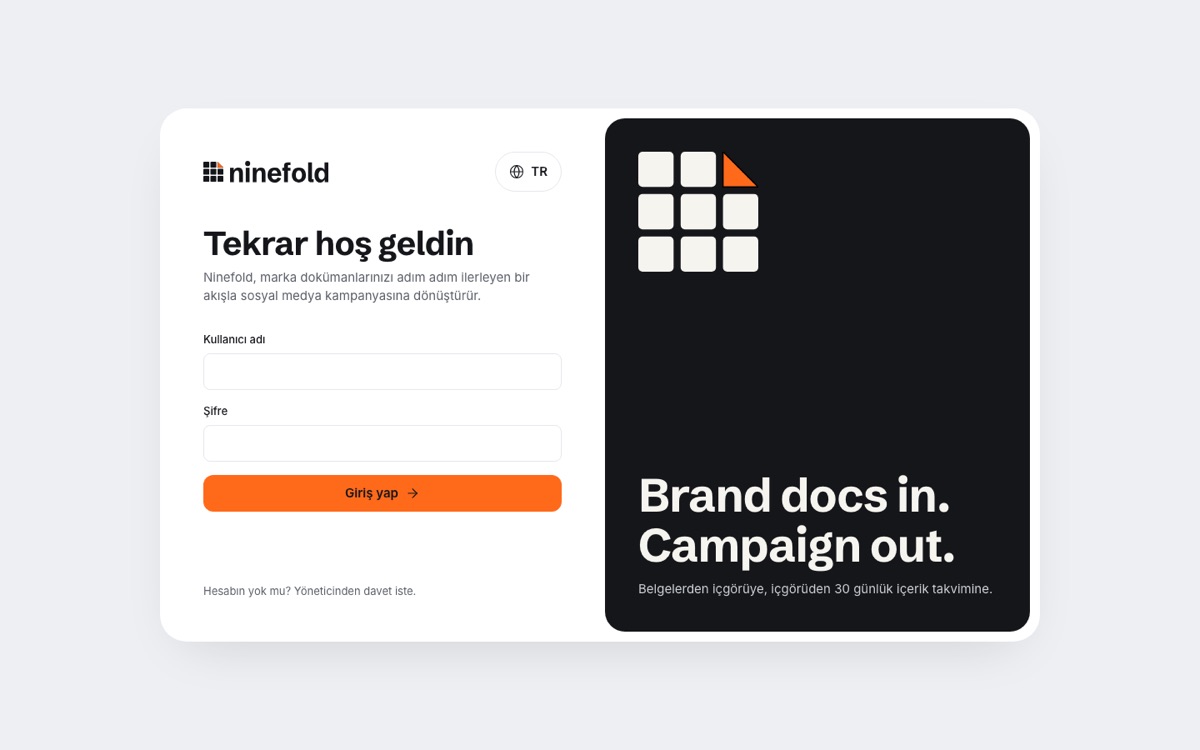 ninefold
TR
Tekrar hoş geldin
Ninefold, marka dokümanlarınızı adım adım ilerleyen bir
akışla sosyal medya kampanyasına dönüştürür.
Kullanıcı adı
Şifre
Giriş yap →
Hesabın yok mu? Yöneticinden davet iste.
Brand docs in.
Campaign out.
Belgelerden içgörüye, içgörüden 30 günlük içerik takvimine.